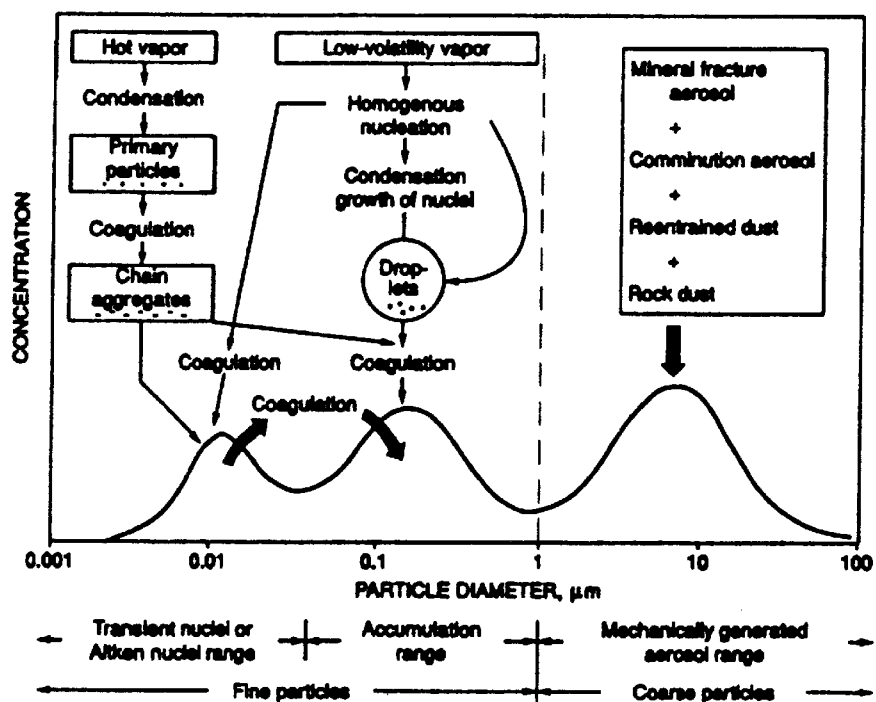 Hot vapor
Condensation
Primary
particles
Coagulation
Chain
aggregates
Low-volatility vapor
Homogenous
nucleation
Condensation
growth of nuclei
Drop-
lets
Coagulation
Coagulation
Coagulation
Mineral fracture
aerosol
+
Comminution aerosol
+
Reentrained dust
+
Rock dust
CONCENTRATION
0.001 0.01 0.1 1 10 100
PARTICLE DIAMETER, µm
Transient nuclei or
Aitken nuclei range
Accumulation
range
Mechanically generated
aerosol range
Fine particles
Coarse particles